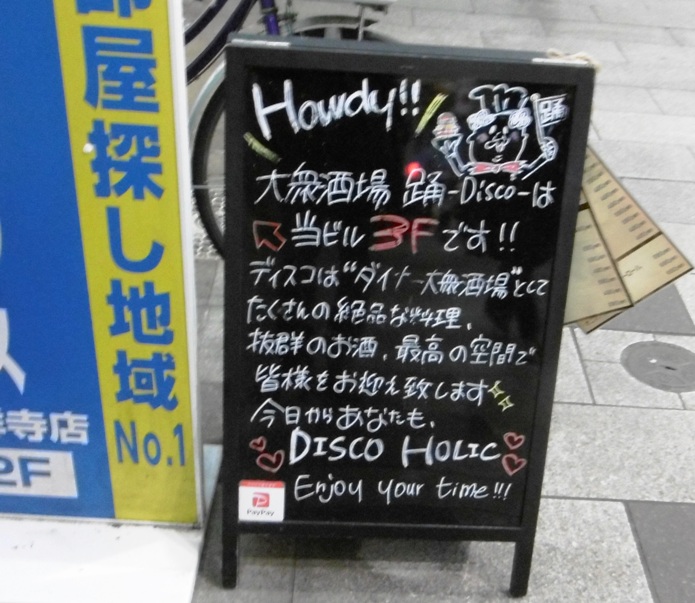 部屋探し地域No.1
寺店
2F
Howdy!!
踊
大衆酒場 踊-Disco-は
当ビル3Fです!!
ディスコは"ダイナー大衆酒場"として
たくさんの絶品な料理、
抜群のお酒、最高の空間で
皆様をお迎え致します
今日からあなたも、
DISCO HOLIC
Enjoy your time!!!
PayPay